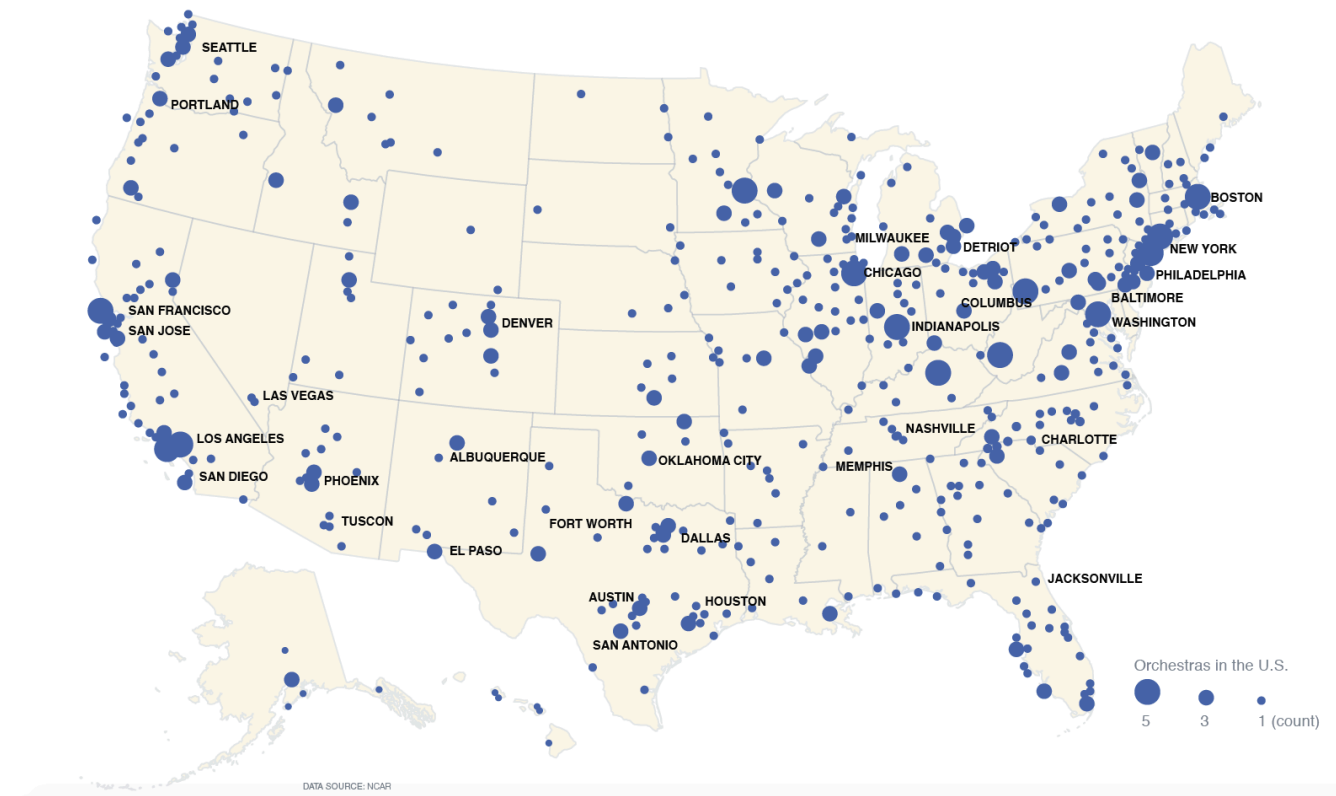 SEATTLE
PORTLAND
BOSTON
MILWAUKEE
DETRIOT
NEW YORK
CHICAGO
PHILADELPHIA
BALTIMORE
COLUMBUS
SAN FRANCISCO
DENVER
INDIANAPOLIS
WASHINGTON
SAN JOSE
LAS VEGAS
NASHVILLE
LOS ANGELES
CHARLOTTE
ALBUQUERQUE
OKLAHOMA CITY
MEMPHIS
SAN DIEGO
PHOENIX
TUSCON
FORT WORTH
DALLAS
EL PASO
JACKSONVILLE
AUSTIN
HOUSTON
SAN ANTONIO
Orchestras in the U.S.
5 3 1 (count)
DATA SOURCE: NCAR